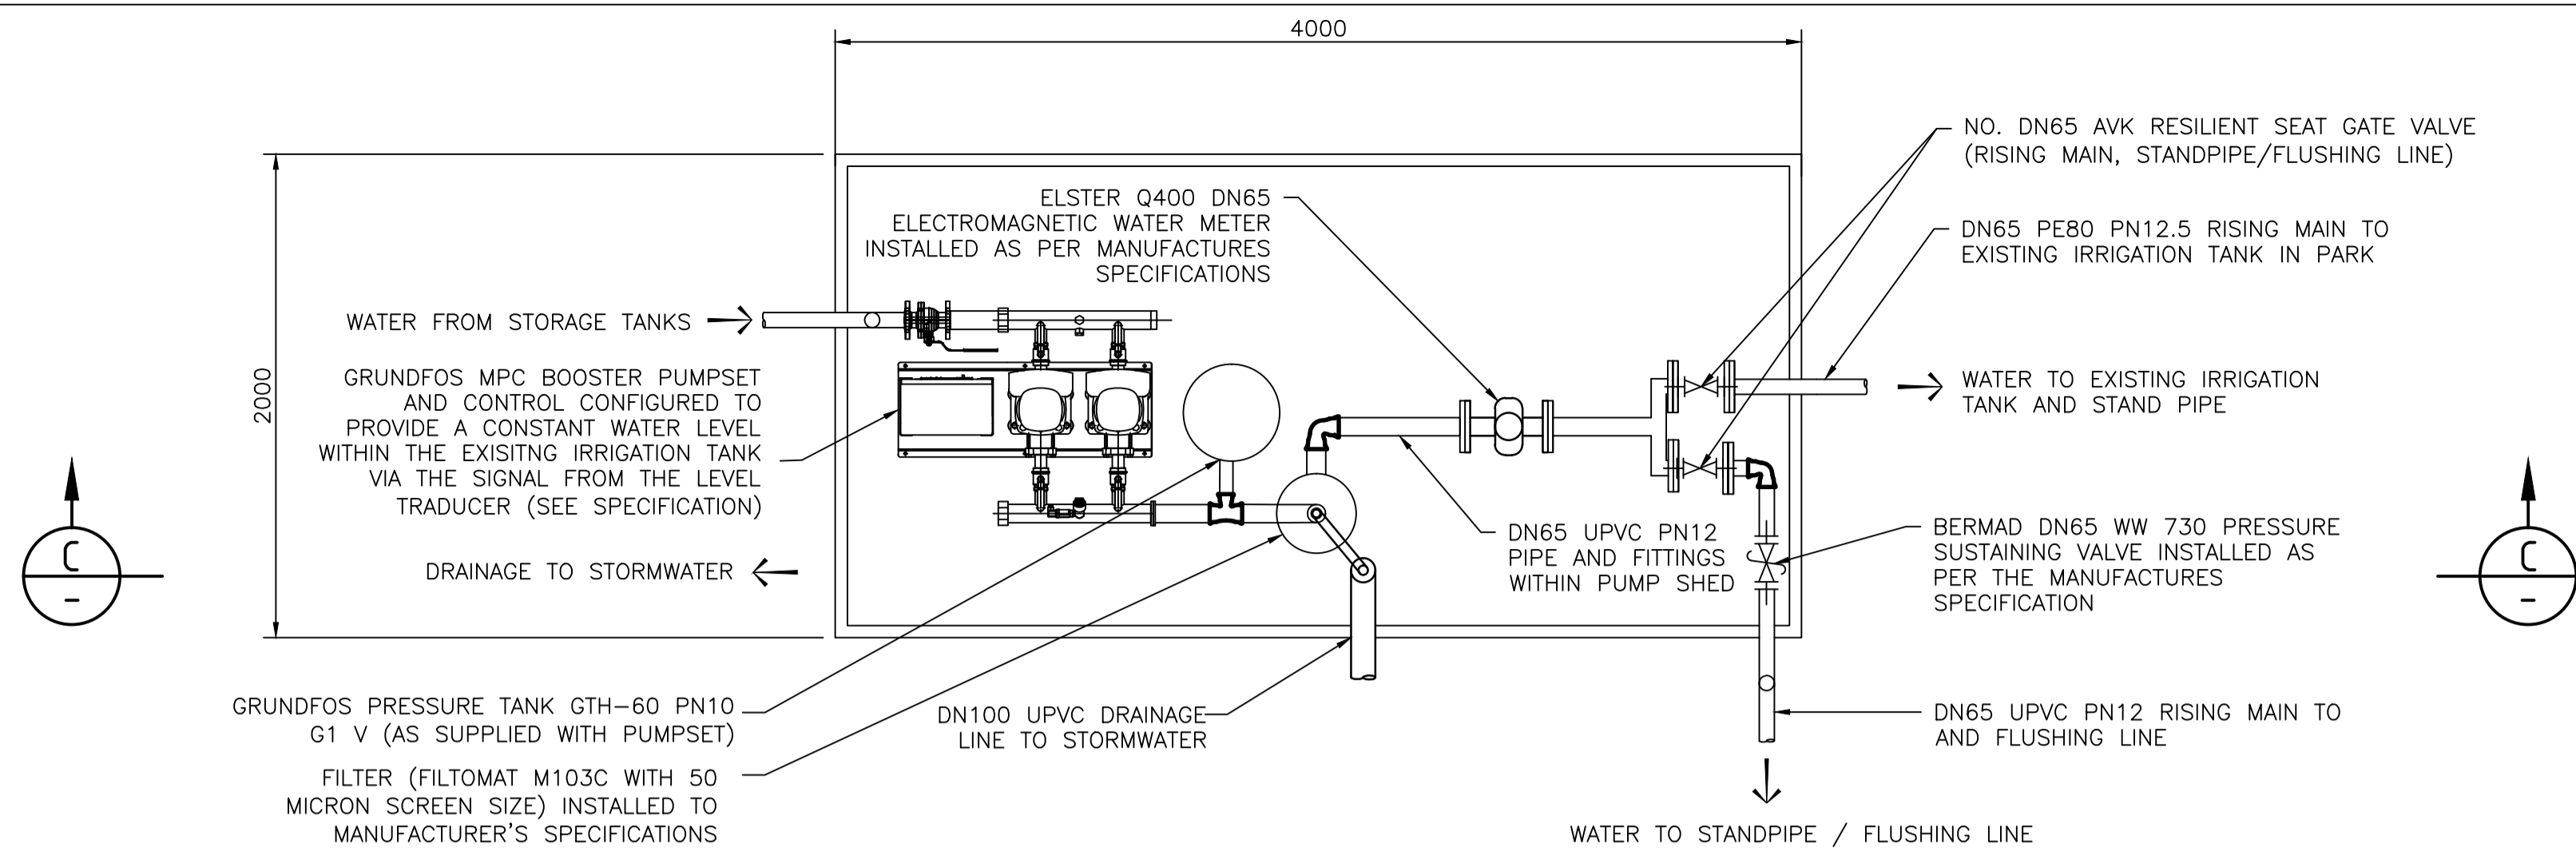 4000
2000
NO. DN65 AVK RESILIENT SEAT GATE VALVE
(RISING MAIN, STANDPIPE/FLUSHING LINE)
ELSTER Q400 DN65
ELECTROMAGNETIC WATER METER
INSTALLED AS PER MANUFACTURES
SPECIFICATIONS
DN65 PE80 PN12.5 RISING MAIN TO
EXISTING IRRIGATION TANK IN PARK
WATER FROM STORAGE TANKS
GRUNDFOS MPC BOOSTER PUMPSET
AND CONTROL CONFIGURED TO
PROVIDE A CONSTANT WATER LEVEL
WITHIN THE EXISITNG IRRIGATION TANK
VIA THE SIGNAL FROM THE LEVEL
TRADUCER (SEE SPECIFICATION)
WATER TO EXISTING IRRIGATION
TANK AND STAND PIPE
C
-
DRAINAGE TO STORMWATER
DN65 UPVC PN12
PIPE AND FITTINGS
WITHIN PUMP SHED
BERMAD DN65 WW 730 PRESSURE
SUSTAINING VALVE INSTALLED AS
PER THE MANUFACTURES
SPECIFICATION
C
-
GRUNDFOS PRESSURE TANK GTH-60 PN10
G1 V (AS SUPPLIED WITH PUMPSET)
DN100 UPVC DRAINAGE
LINE TO STORMWATER
DN65 UPVC PN12 RISING MAIN TO
AND FLUSHING LINE
FILTER (FILTOMAT M103C WITH 50
MICRON SCREEN SIZE) INSTALLED TO
MANUFACTURER'S SPECIFICATIONS
WATER TO STANDPIPE / FLUSHING LINE